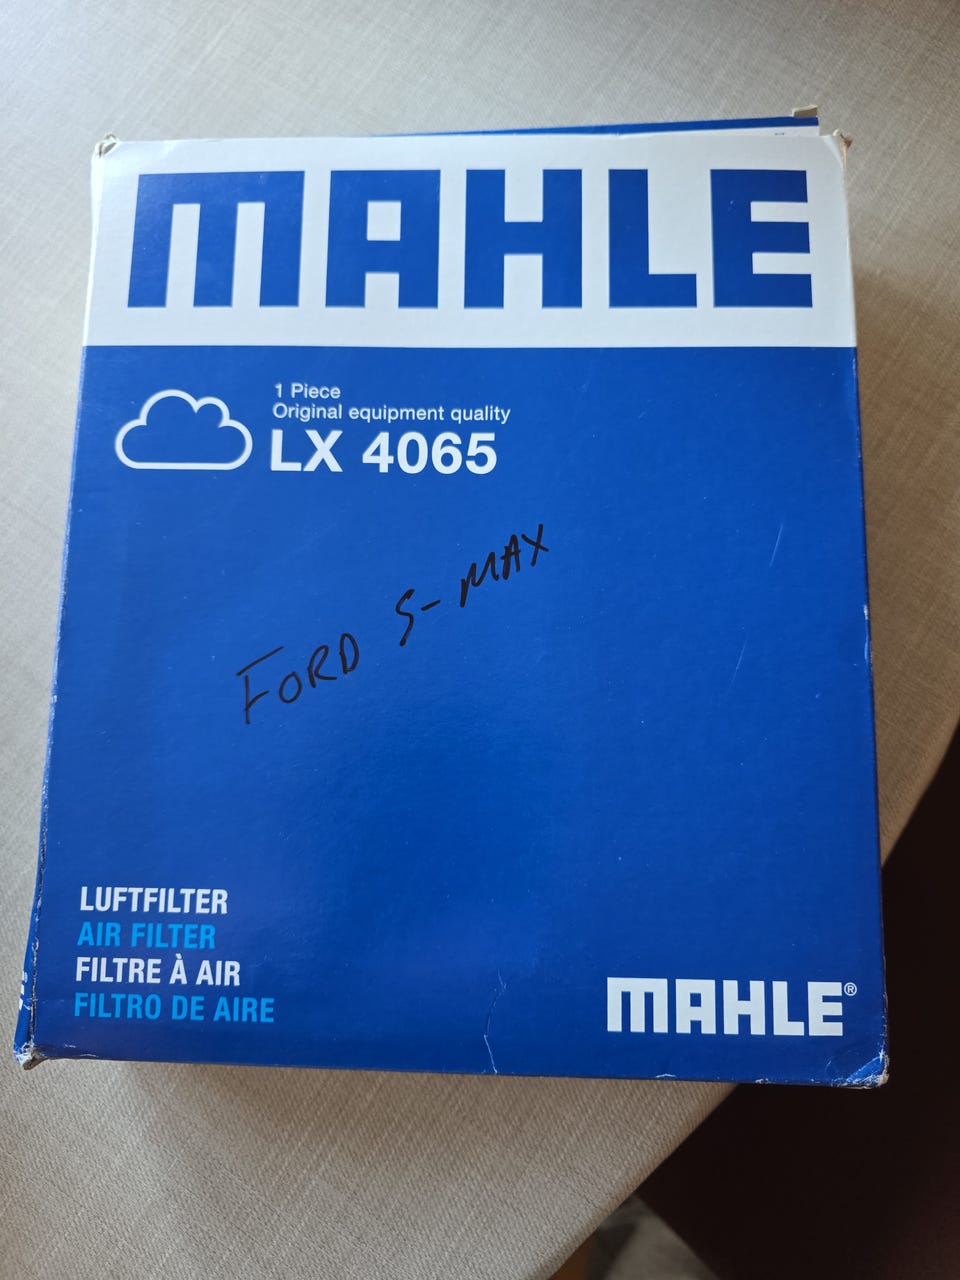 MAHLE
1 Piece
Original equipment quality
LX 4065
FORD S-MAX
LUFTFILTER
AIR FILTER
FILTRE À AIR
FILTRO DE AIRE
MAHLE®